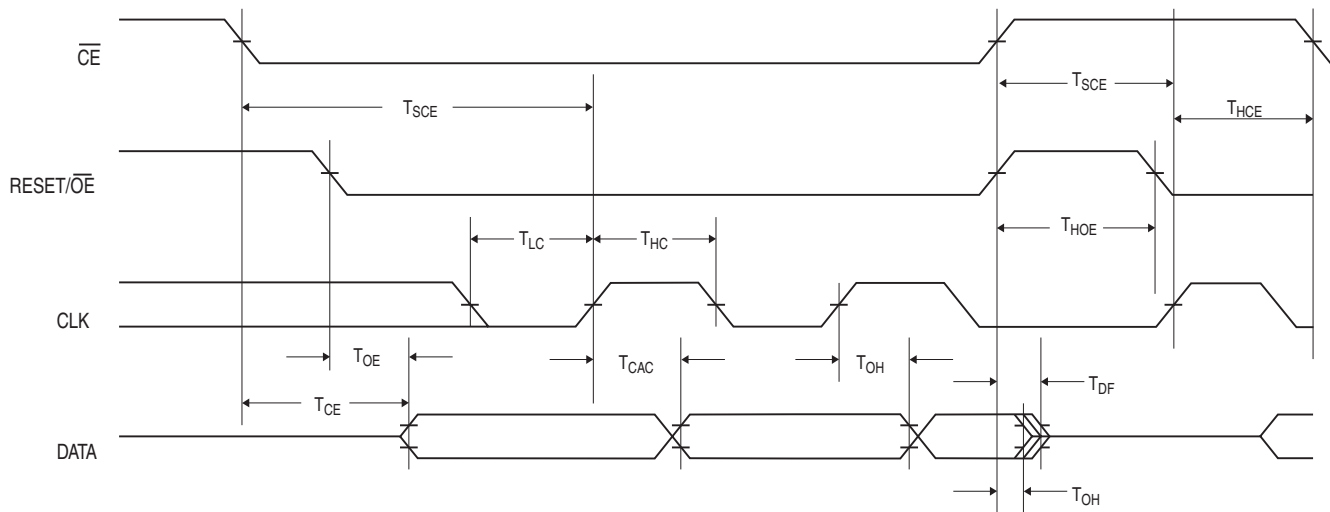 CE
TSCE
TSCE
THCE
RESET/OE
TLC
THC
THOE
CLK
TOE
TCAC
TOH
TDF
TCE
DATA
TOH